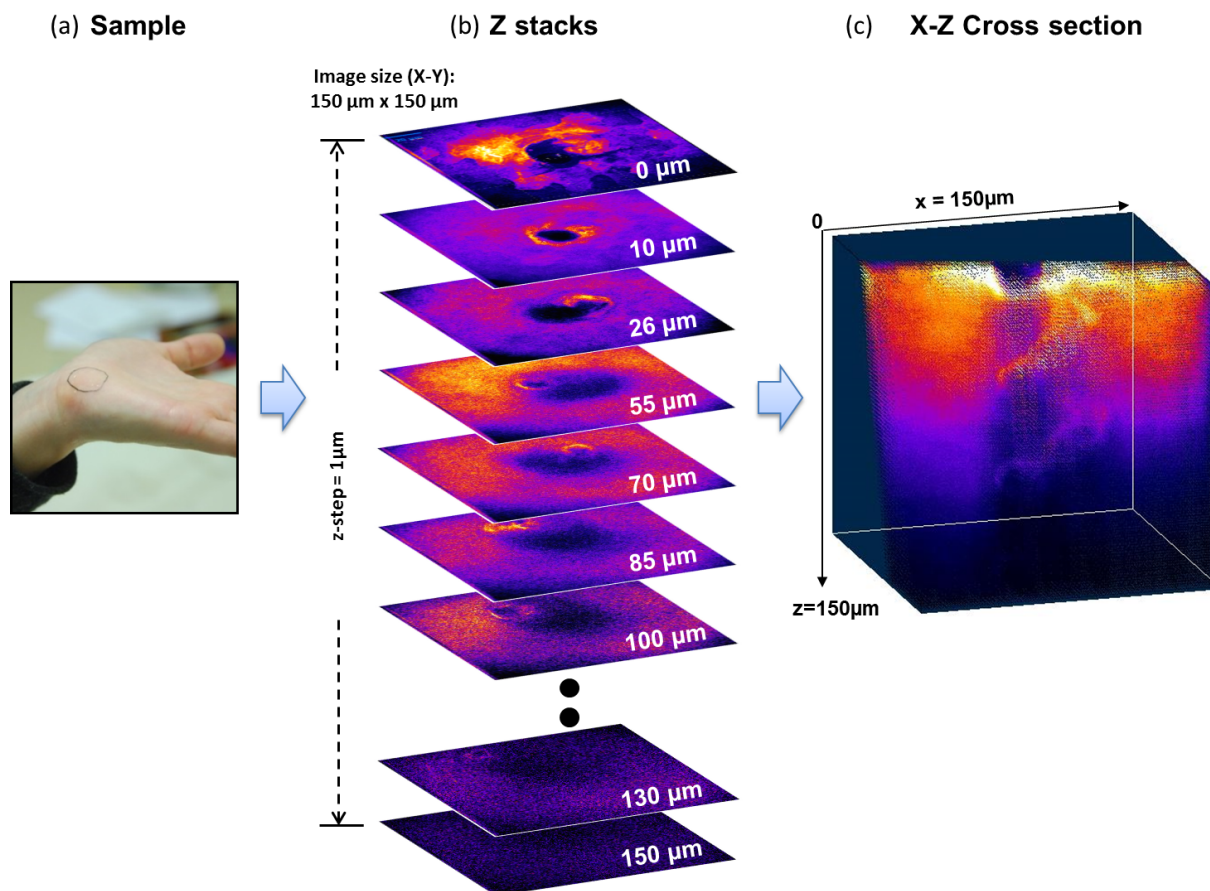 (a) Sample
(b) Z stacks
(c) X-Z Cross section
Image size (X-Y):
150 µm x 150 µm
z-step = 1µm
0 µm
10 µm
26 µm
55 µm
70 µm
85 µm
100 µm
130 µm
150 µm
0
x = 150µm
z=150µm